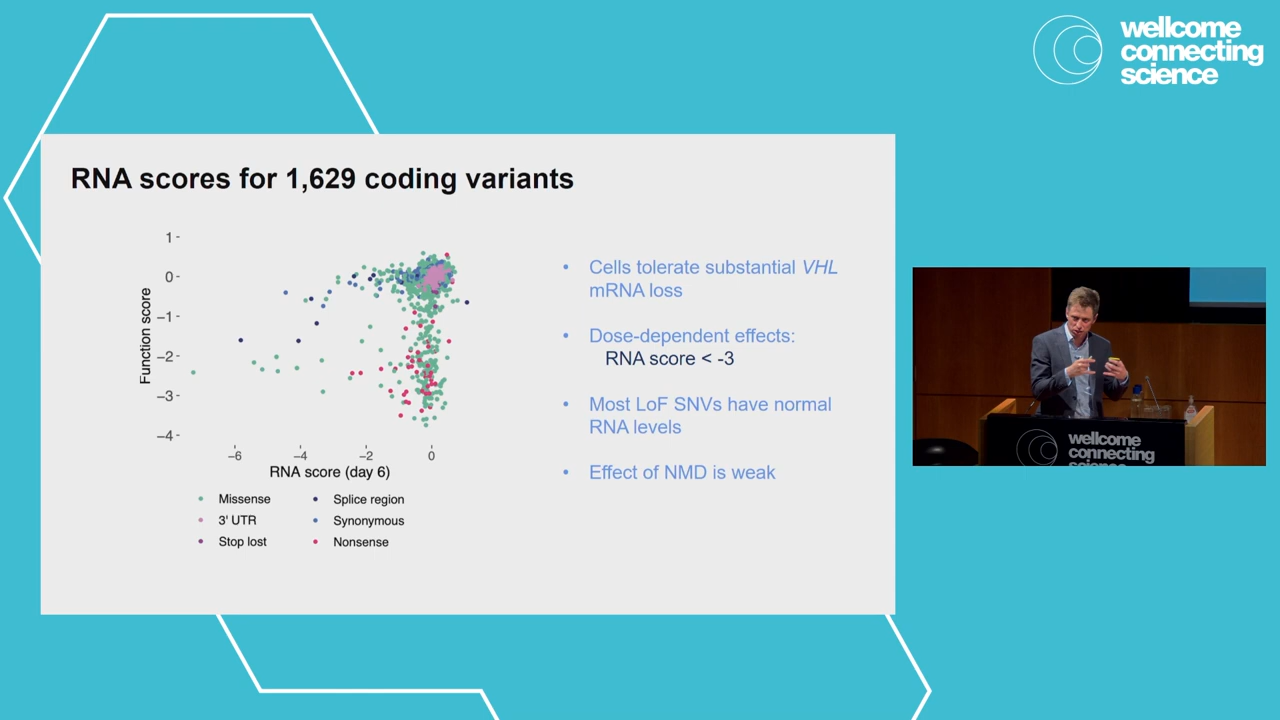 wellcome
connecting
science
RNA scores for 1,629 coding variants
1
0
−1
−2
−3
−4
Function score
−6
−4
−2
0
RNA score (day 6)
Missense
Splice region
3' UTR
Synonymous
Stop lost
Nonsense
• Cells tolerate substantial VHL
mRNA loss
• Dose-dependent effects:
RNA score < -3
• Most LoF SNVs have normal
RNA levels
• Effect of NMD is weak
wellcome
connecting
science